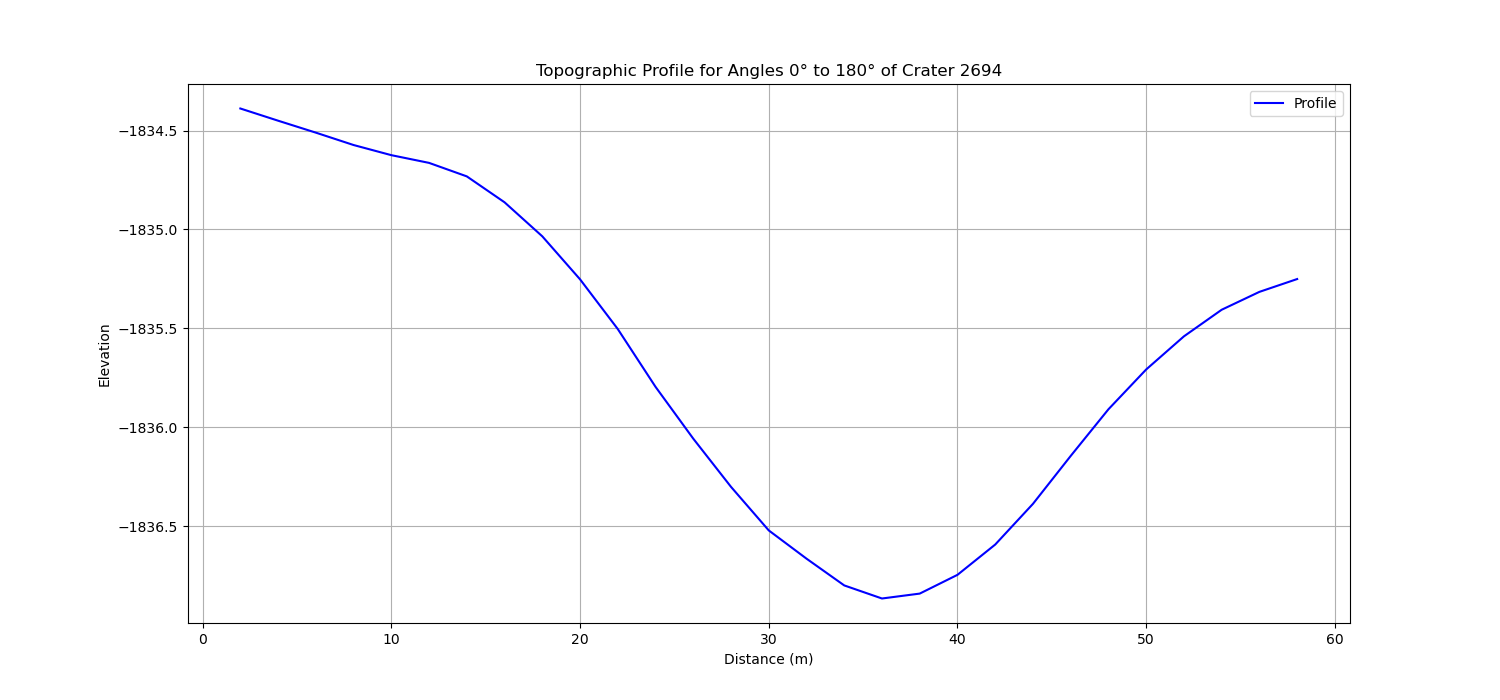 Topographic Profile for Angles 0° to 180° of Crater 2694
Profile
−1834.5
−1835.0
−1835.5
−1836.0
−1836.5
Elevation
0 10 20 30 40 50 60
Distance (m)